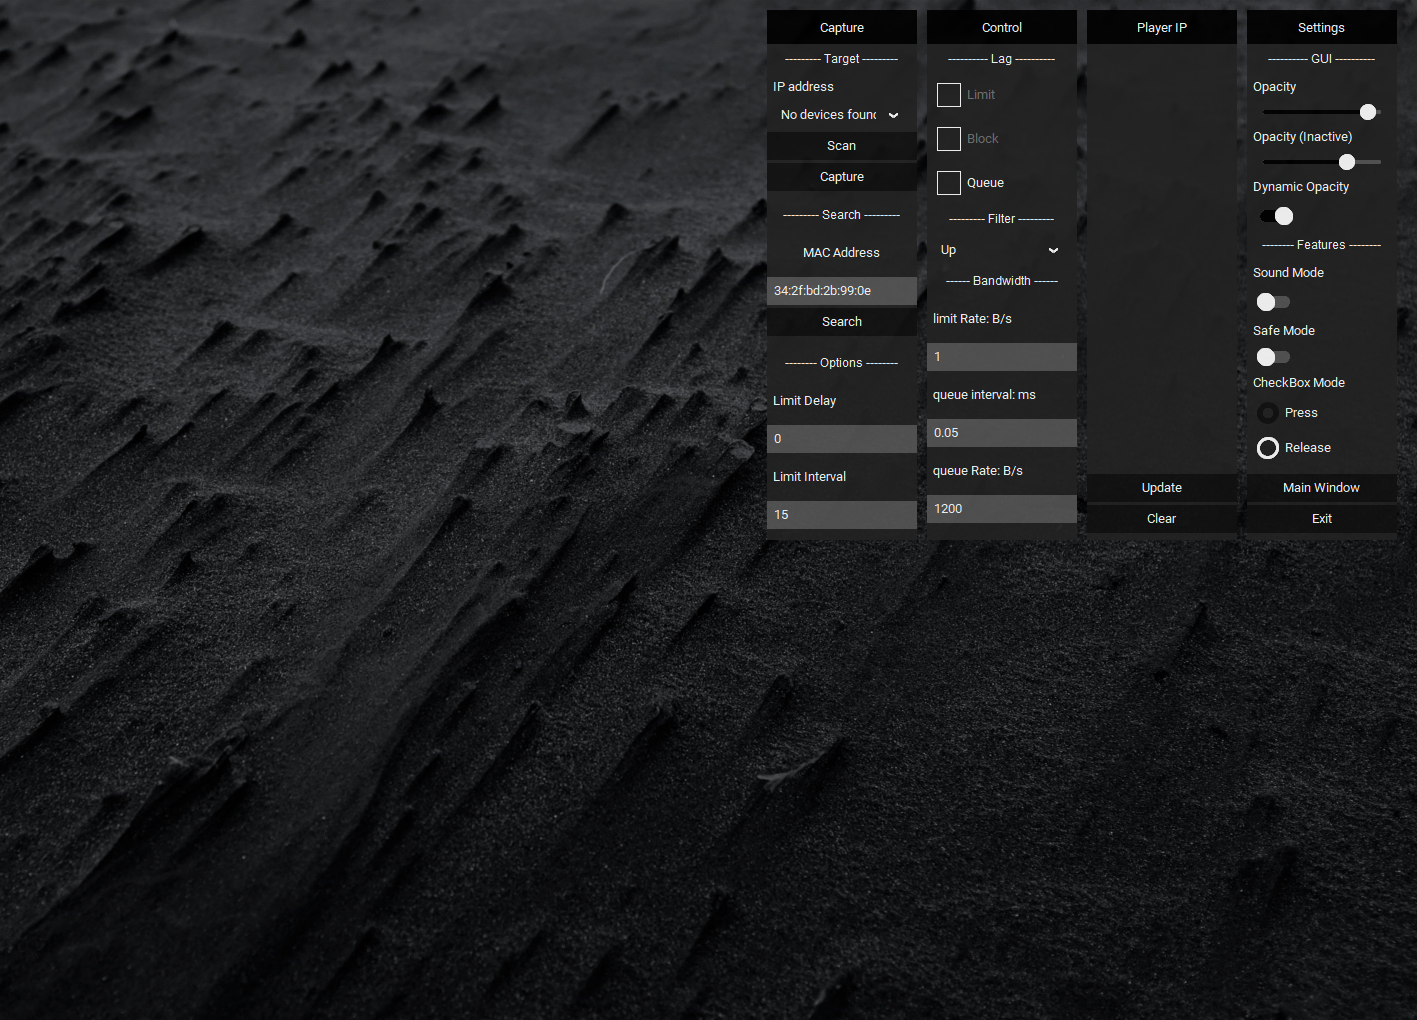 Capture
--------- Target ---------
IP address
No devices found
Scan
Capture
--------- Search ---------
MAC Address
34:2f:bd:2b:99:0e
Search
-------- Options --------
Limit Delay
0
Limit Interval
15
Control
---------- Lag ----------
Limit
Block
Queue
--------- Filter ---------
Up
------ Bandwidth ------
limit Rate: B/s
1
queue interval: ms
0.05
queue Rate: B/s
1200
Player IP
Update
Clear
Settings
---------- GUI ----------
Opacity
Opacity (Inactive)
Dynamic Opacity
-------- Features --------
Sound Mode
Safe Mode
CheckBox Mode
Press
Release
Main Window
Exit